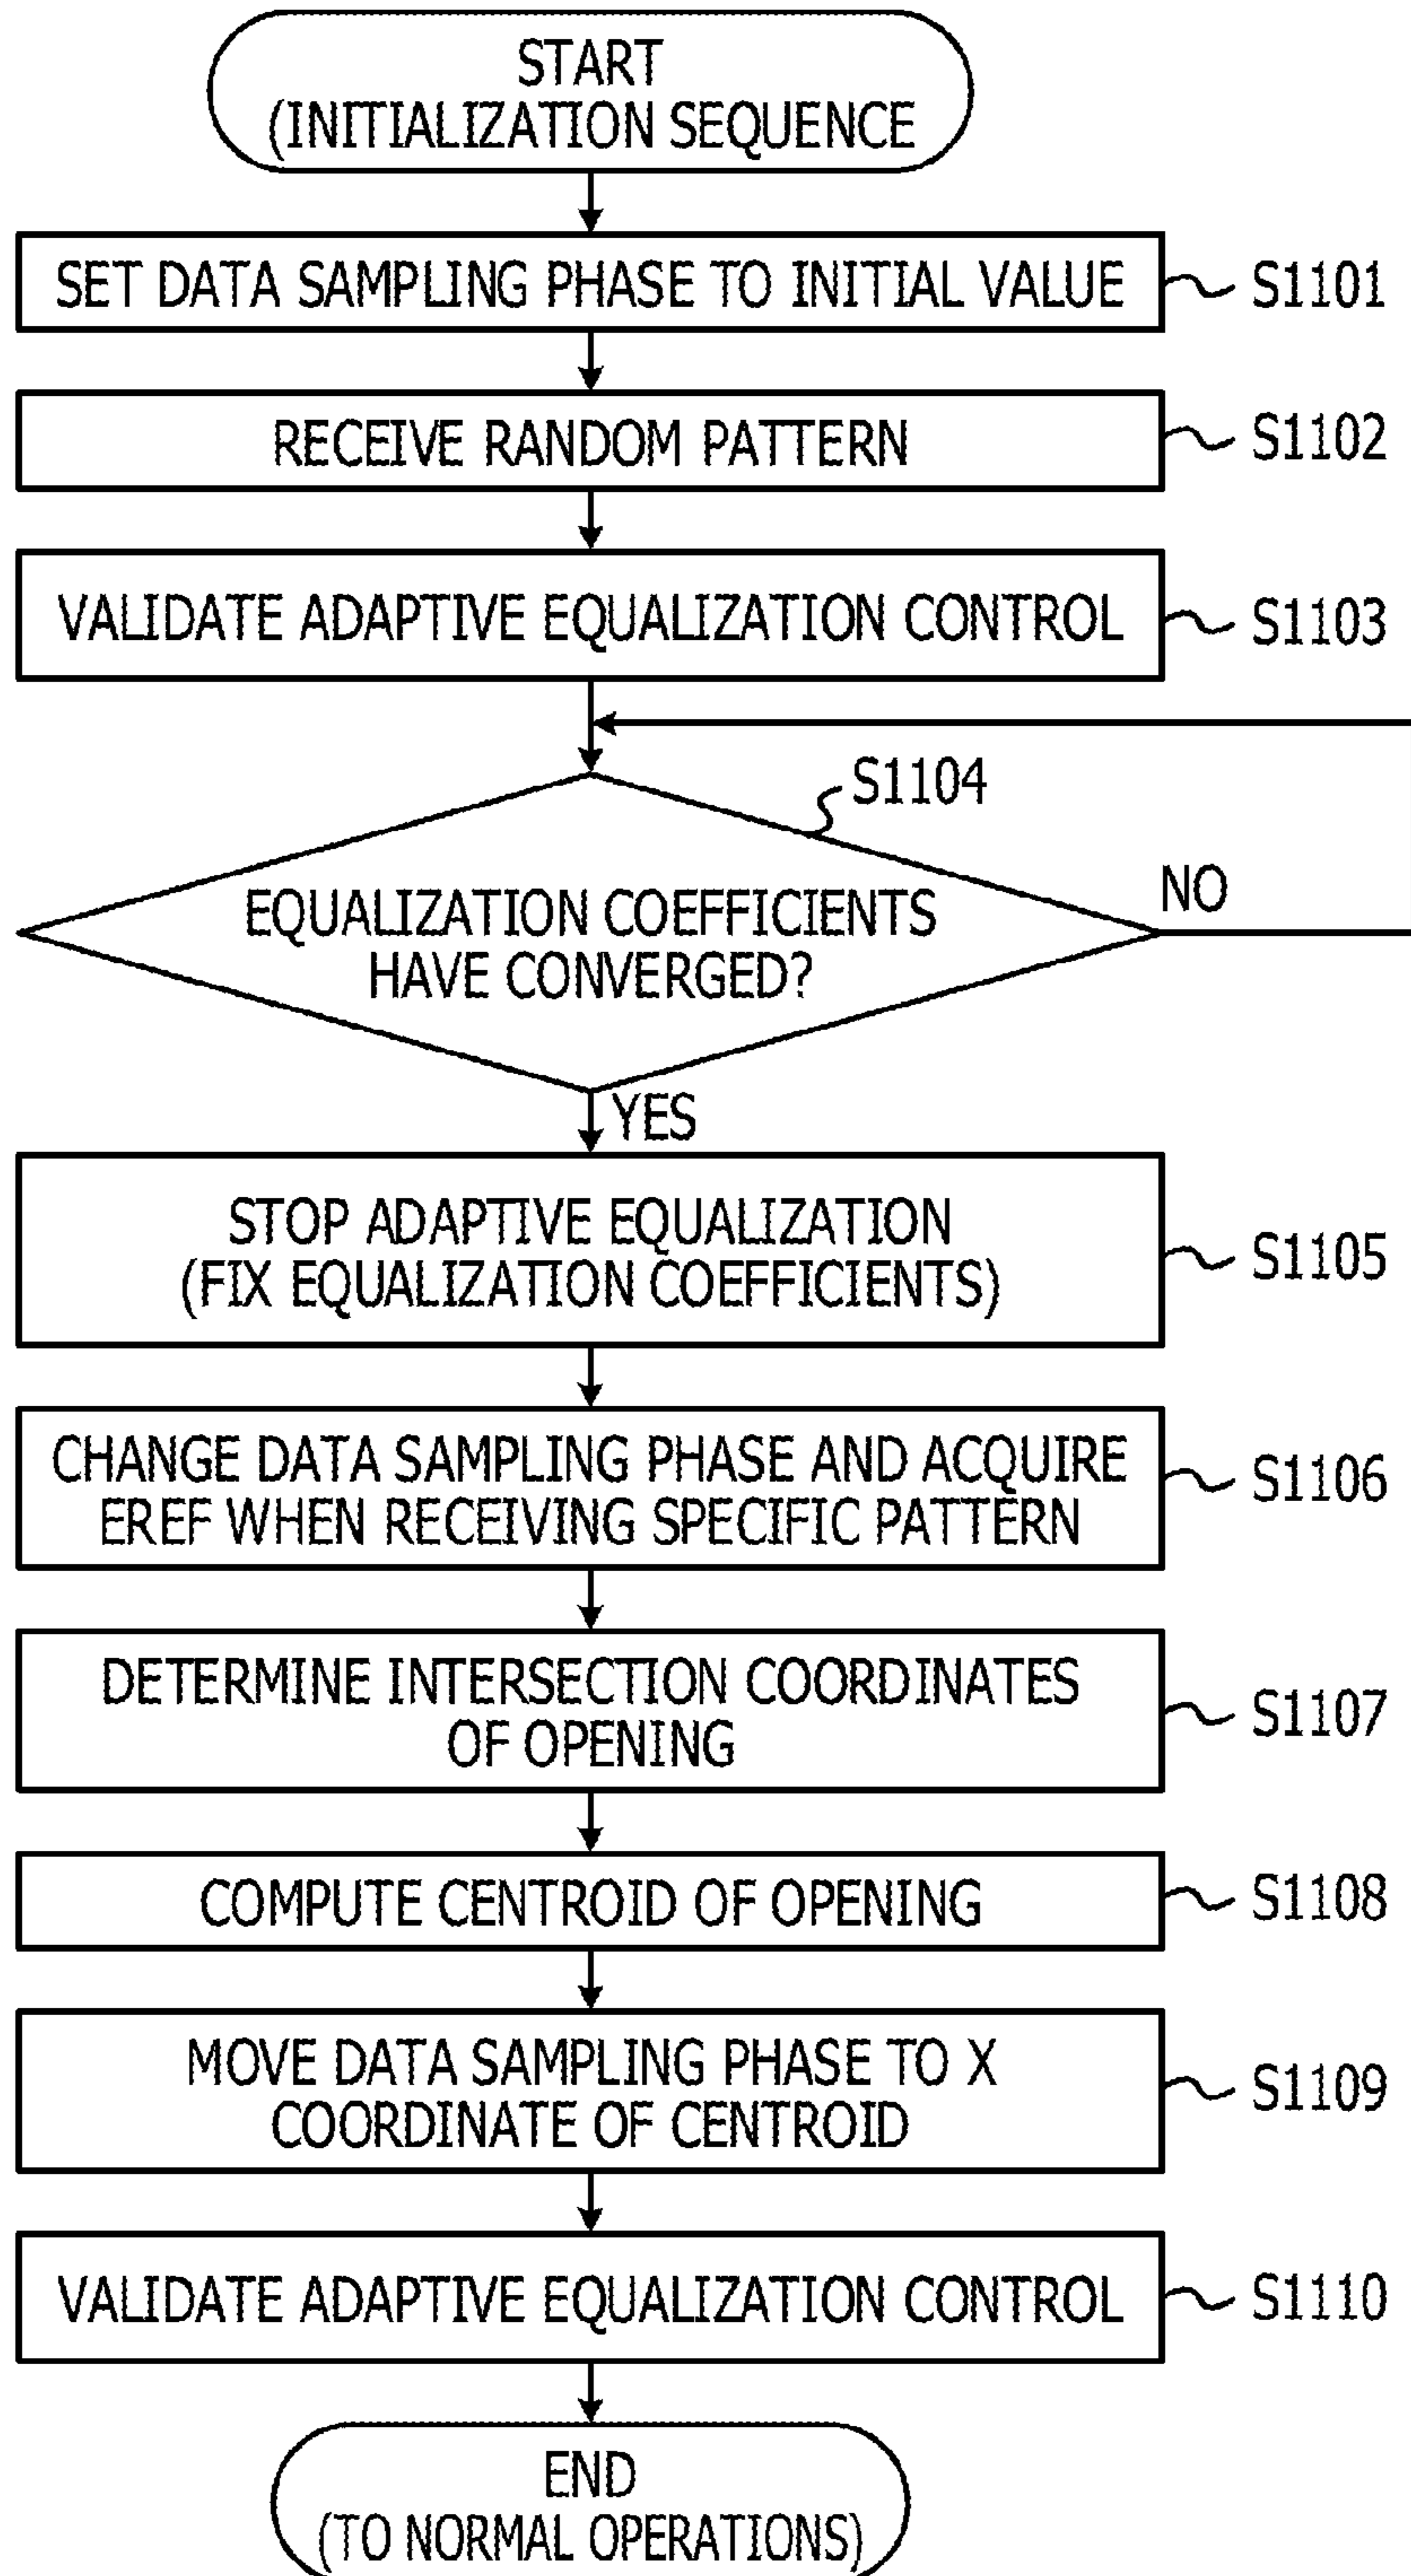 START
(INITIALIZATION SEQUENCE
SET DATA SAMPLING PHASE TO INITIAL VALUE
S1101
RECEIVE RANDOM PATTERN
S1102
VALIDATE ADAPTIVE EQUALIZATION CONTROL
S1103
S1104
EQUALIZATION COEFFICIENTS
HAVE CONVERGED?
NO
YES
STOP ADAPTIVE EQUALIZATION
(FIX EQUALIZATION COEFFICIENTS)
S1105
CHANGE DATA SAMPLING PHASE AND ACQUIRE
EREF WHEN RECEIVING SPECIFIC PATTERN
S1106
DETERMINE INTERSECTION COORDINATES
OF OPENING
S1107
COMPUTE CENTROID OF OPENING
S1108
MOVE DATA SAMPLING PHASE TO X
COORDINATE OF CENTROID
S1109
VALIDATE ADAPTIVE EQUALIZATION CONTROL
S1110
END
(TO NORMAL OPERATIONS)